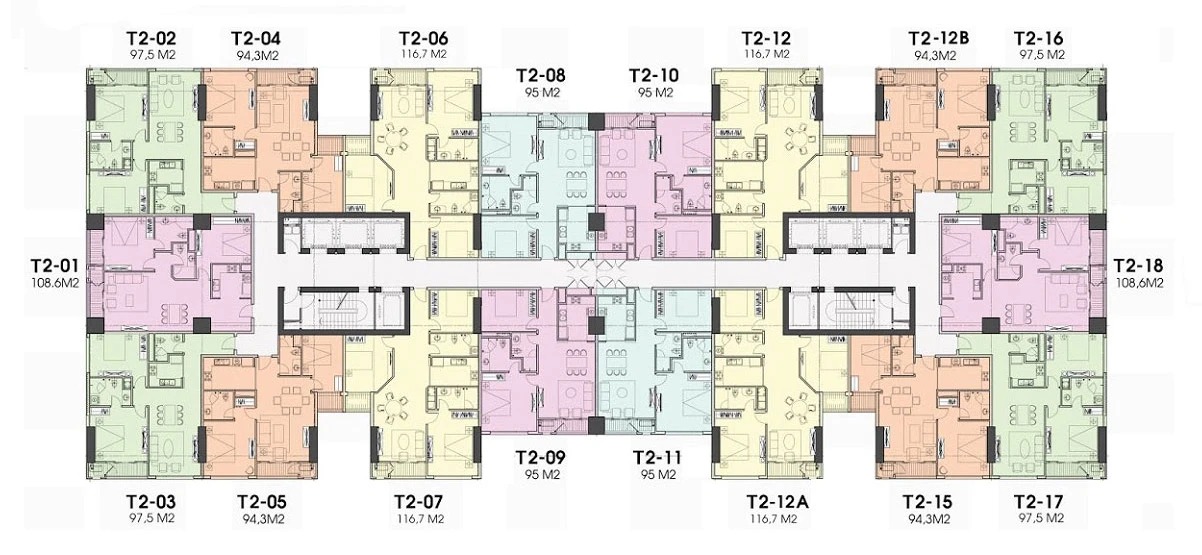 T2-02
97,5 M2
T2-04
94,3M2
T2-06
116,7 M2
T2-08
95 M2
T2-10
95 M2
T2-12
116,7 M2
T2-12B
94,3M2
T2-16
97,5 M2
T2-01
108.6M2
T2-18
108,6M2
T2-03
97,5 M2
T2-05
94,3M2
T2-07
116,7 M2
T2-09
95 M2
T2-11
95 M2
T2-12A
116,7 M2
T2-15
94,3M2
T2-17
97,5 M2